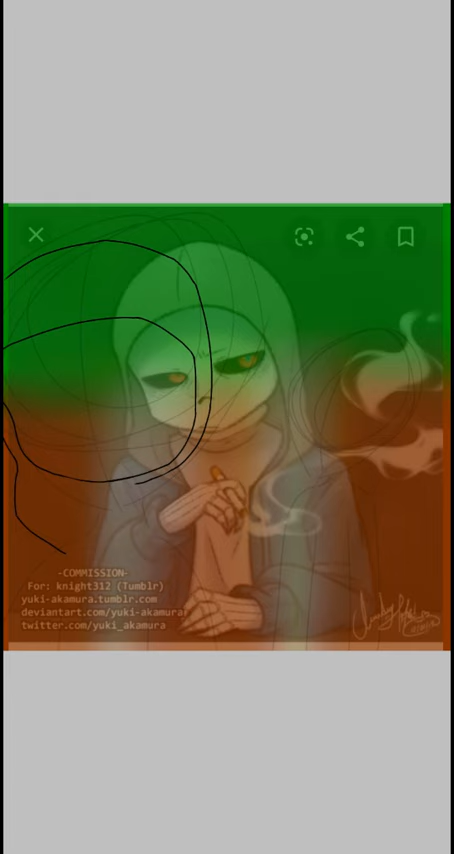 -COMMISSION-
For: knight312 (Tumblr)
yuki-akamura.tumblr.com
deviantart.com/yuki-akamura
twitter.com/yuki_akamura